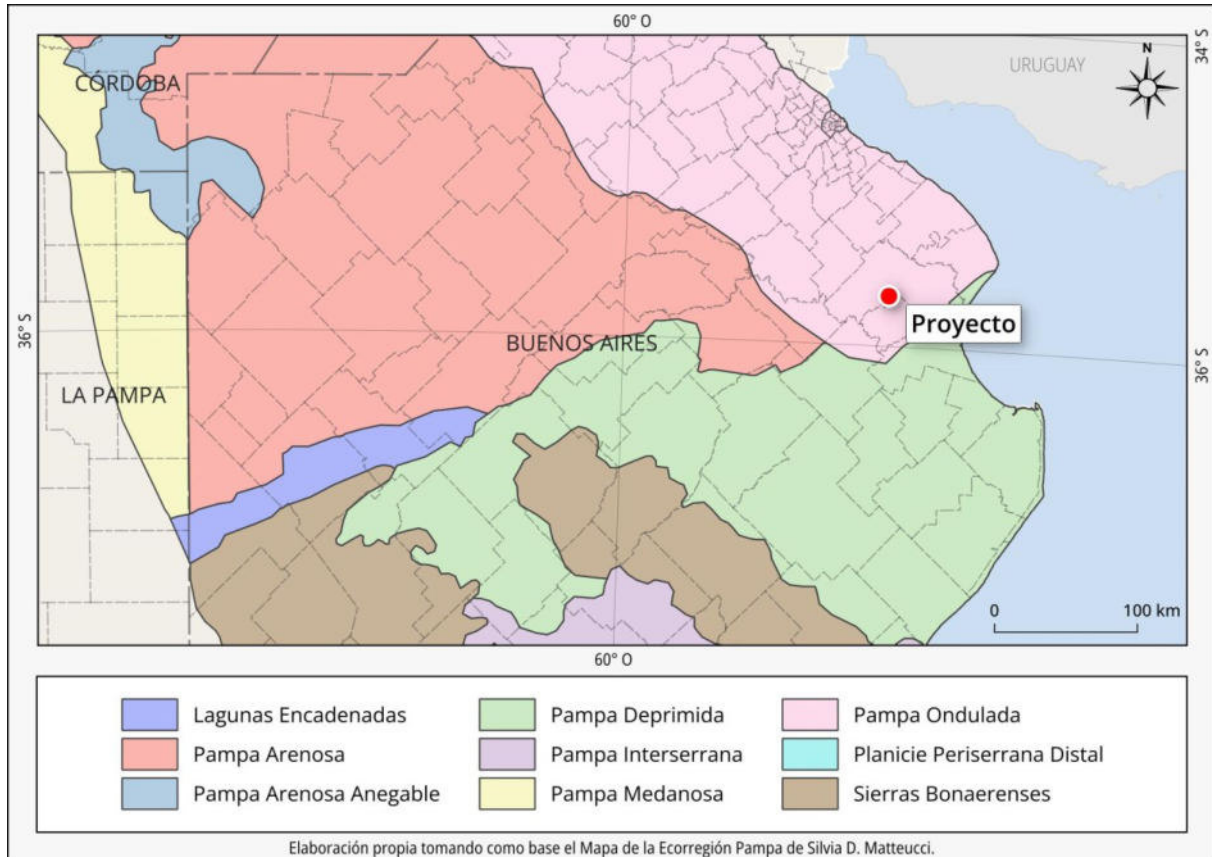 60° O
34° S
N
URUGUAY
CÓRDOBA
Proyecto
36° S
BUENOS AIRES
36° S
LA PAMPA
0 100 km
60° O
Lagunas Encadenadas
Pampa Deprimida
Pampa Ondulada
Pampa Arenosa
Pampa Interserrana
Planicie Periserrana Distal
Pampa Arenosa Anegable
Pampa Medanosa
Sierras Bonaerenses
Elaboración propia tomando como base el Mapa de la Ecorregión Pampa de Silvia D. Matteucci.